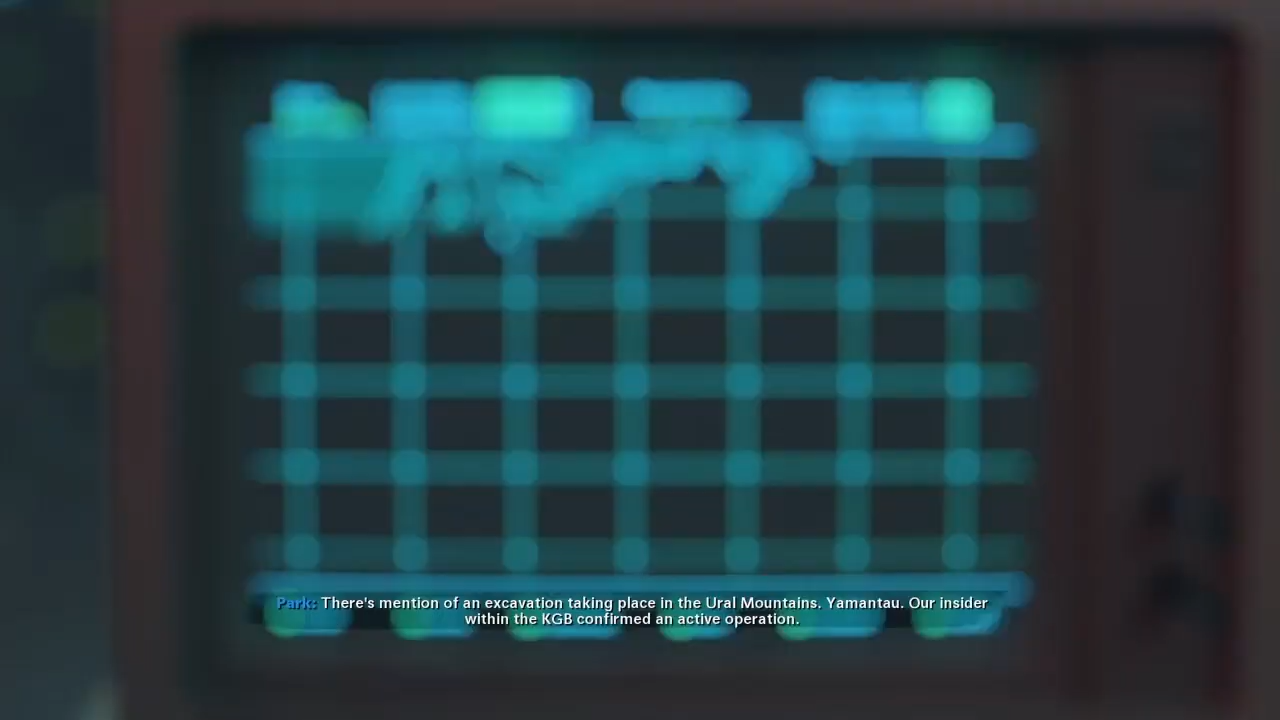 Park: There's mention of an excavation taking place in the Ural Mountains. Yamantau. Our insider
within the KGB confirmed an active operation.